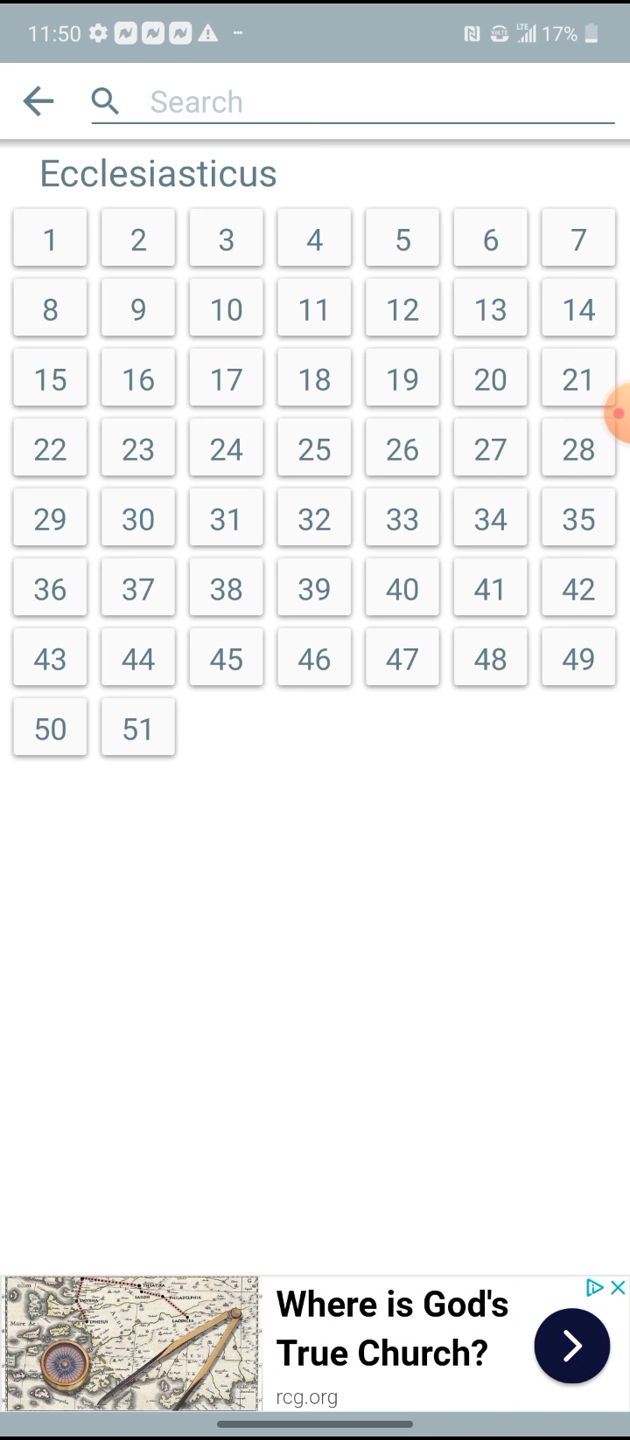 11:50 LTE 17%
Search
Ecclesiasticus
1 2 3 4 5 6 7
8 9 10 11 12 13 14
15 16 17 18 19 20 21
22 23 24 25 26 27 28
29 30 31 32 33 34 35
36 37 38 39 40 41 42
43 44 45 46 47 48 49
50 51
Where is God's
True Church?
rcg.org